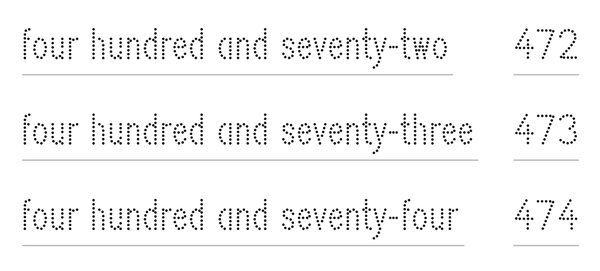 four hundred and seventy-two 472
four hundred and seventy-three 473
four hundred and seventy-four 474